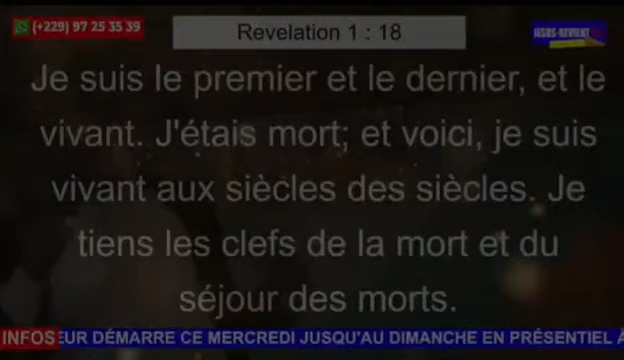 (+229) 97 25 35 39
Revelation 1 : 18
JESUS-REVIENT
Je suis le premier et le dernier, et le
vivant. J'étais mort; et voici, je suis
vivant aux siècles des siècles. Je
tiens les clefs de la mort et du
séjour des morts.
INFOS
EUR DÉMARRE CE MERCREDI JUSQU'AU DIMANCHE EN PRÉSENTIEL À